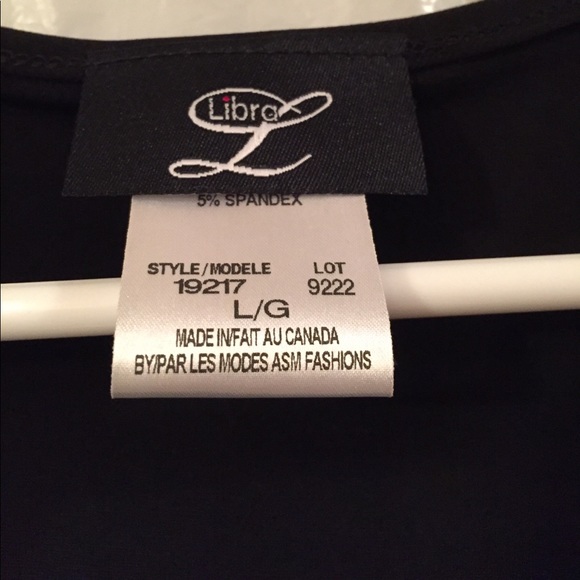 Libra
L
5% SPANDEX
STYLE/MODELE LOT
19217 9222
L/G
MADE IN/FAIT AU CANADA
BY/PAR LES MODES ASM FASHIONS